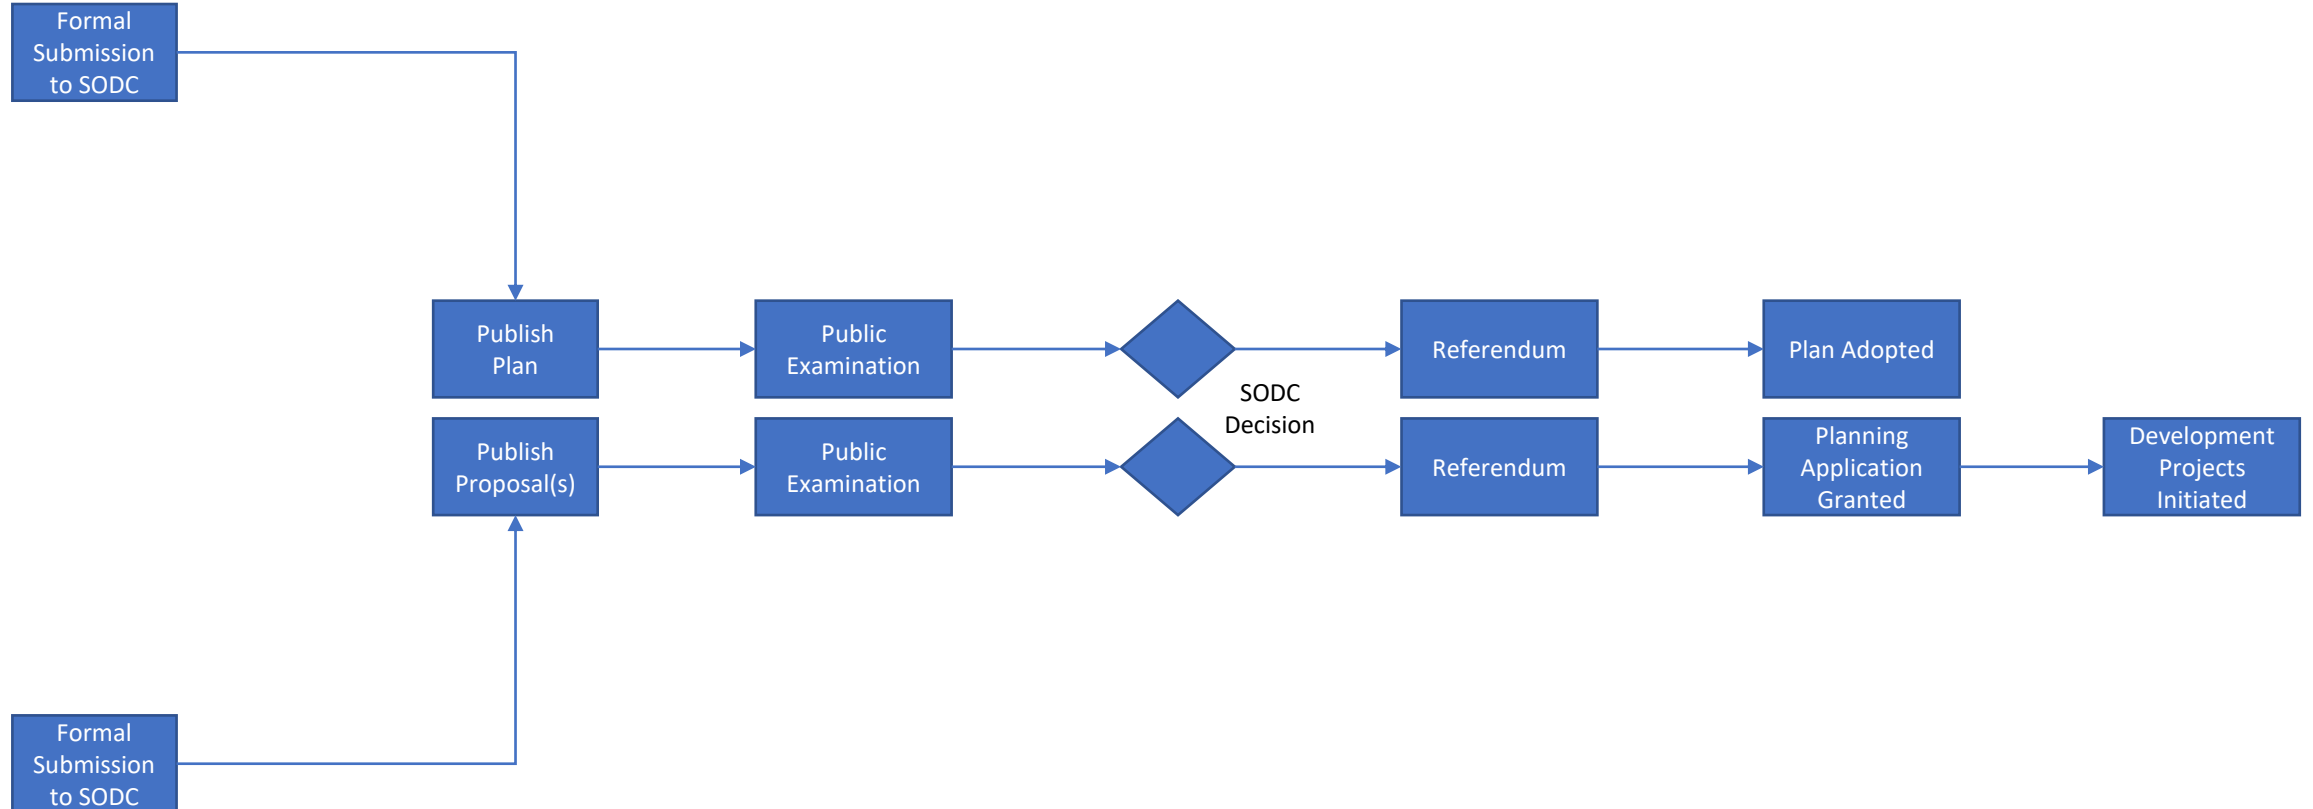 Formal
Submission
to SODC
Publish
Plan
Public
Examination
Referendum
Plan Adopted
SODC
Decision
Publish
Proposal(s)
Public
Examination
Referendum
Planning
Application
Granted
Development
Projects
Initiated
Formal
Submission
to SODC